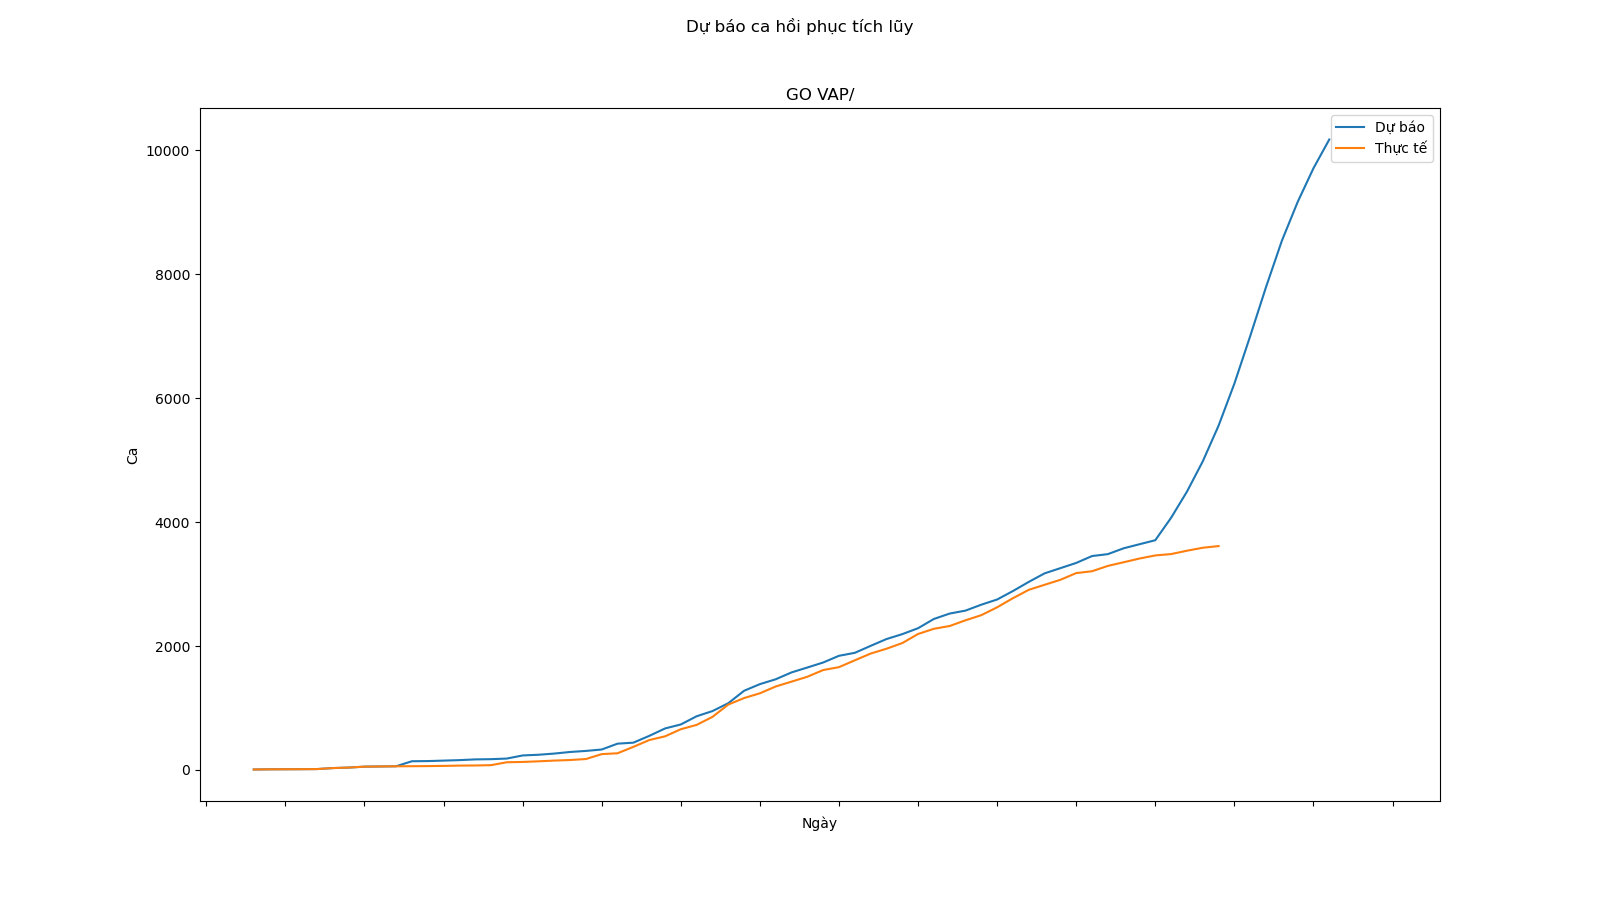 Dự báo ca hồi phục tích lũy
GO VAP/
Dự báo
Thực tế
10000
8000
6000
4000
2000
0
Ca
Ngày